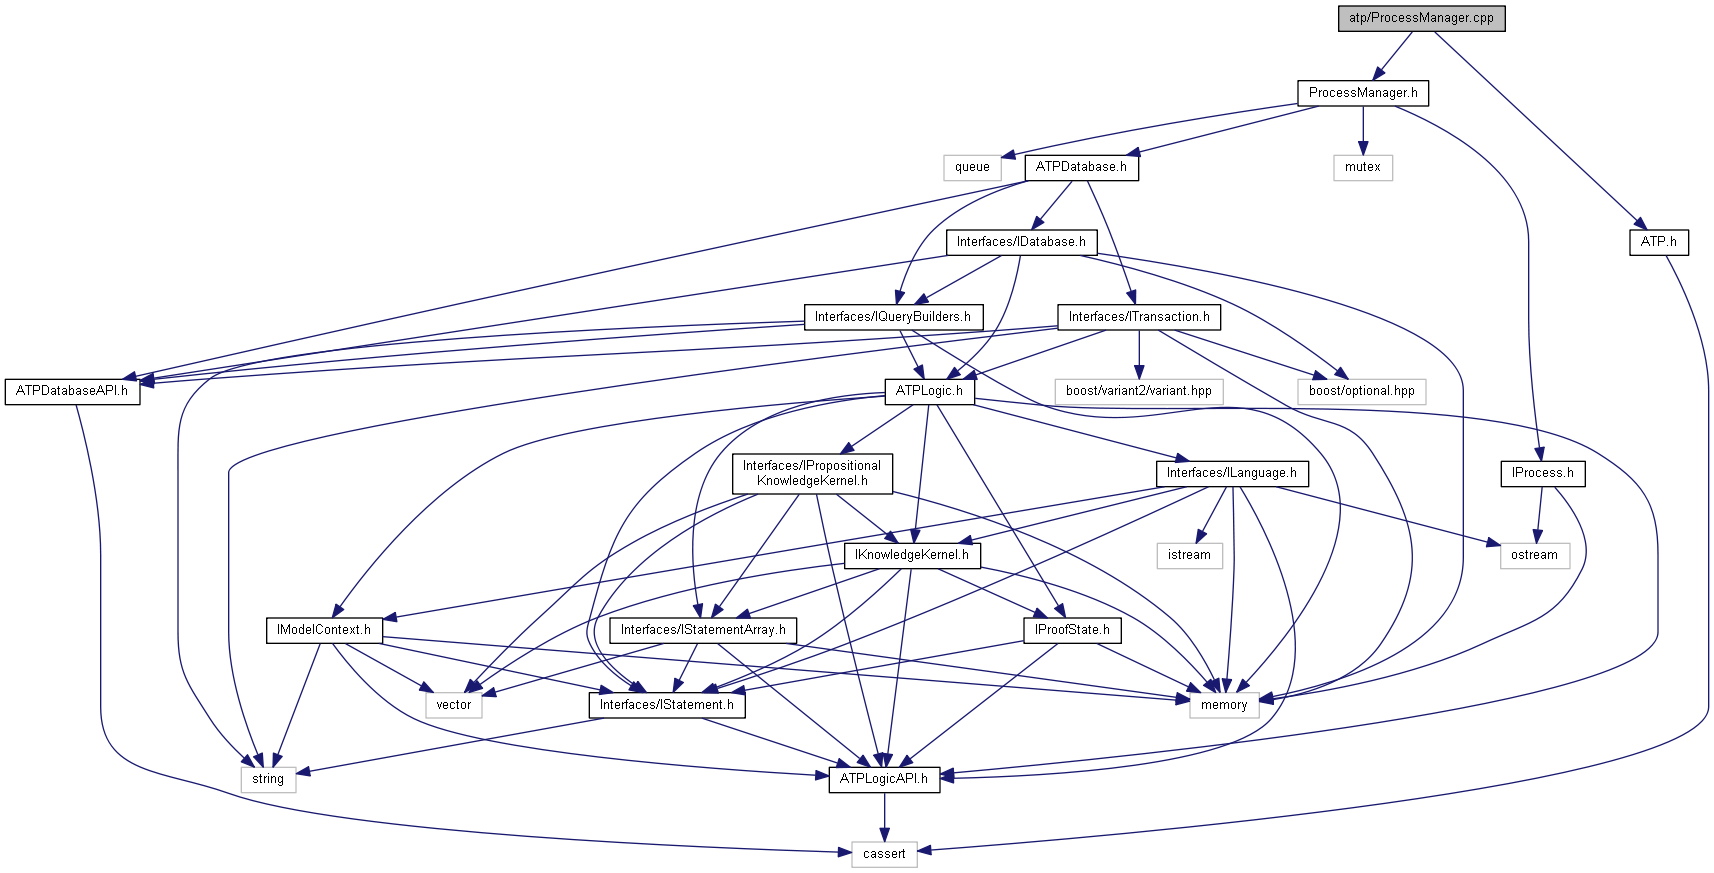 atp/ProcessManager.cpp
ProcessManager.h
queue
ATPDatabase.h
mutex
Interfaces/IDatabase.h
ATP.h
Interfaces/IQueryBuilders.h
Interfaces/ITransaction.h
ATPDatabaseAPI.h
ATPLogic.h
boost/variant2/variant.hpp
boost/optional.hpp
Interfaces/IPropositional
KnowledgeKernel.h
Interfaces/ILanguage.h
IProcess.h
IKnowledgeKernel.h
istream
ostream
IModelContext.h
Interfaces/IStatementArray.h
IProofState.h
vector
Interfaces/IStatement.h
memory
string
ATPLogicAPI.h
cassert